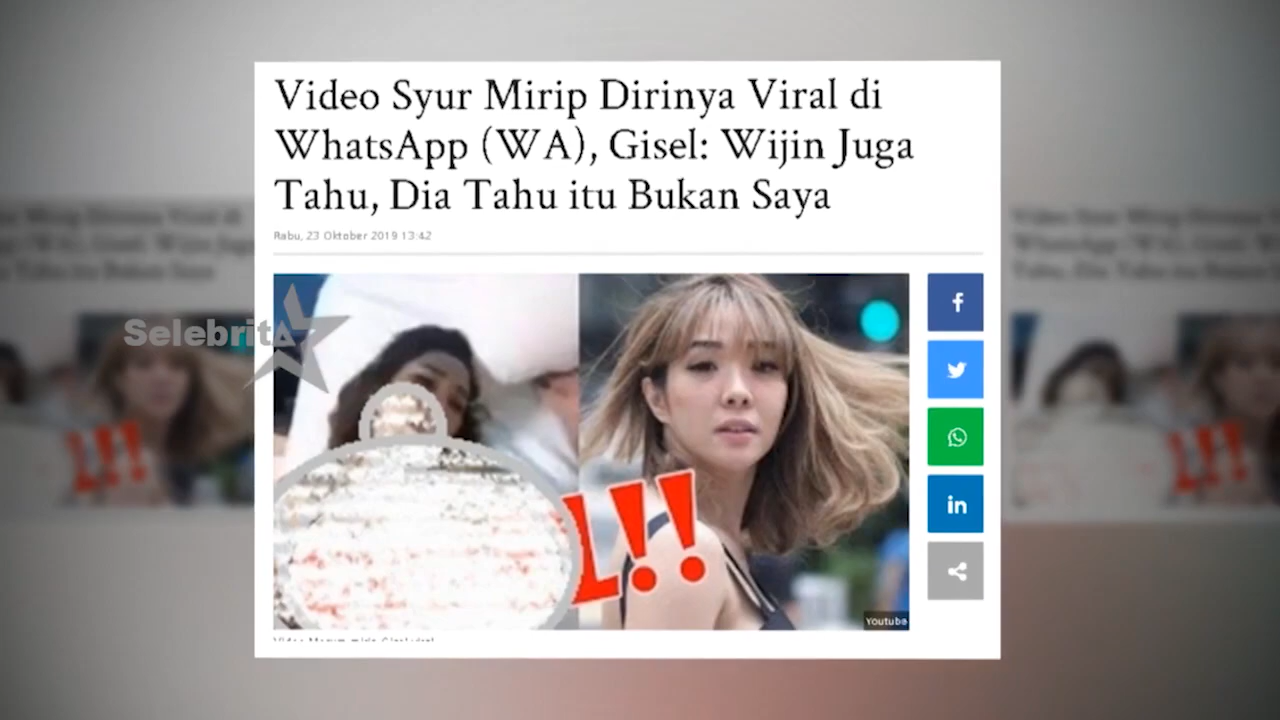 Video Syur Mirip Dirinya Viral di
WhatsApp (WA), Gisel: Wijin Juga
Tahu, Dia Tahu itu Bukan Saya
Rabu, 23 Oktober 2019 13:42
Selebrita
L!!
Youtube